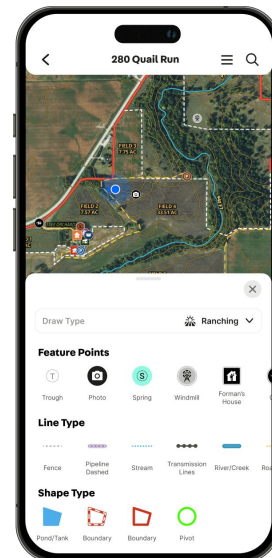 280 Quail Run
FIELD 3
7.75 AC
FIELD 2
7.57 AC
FIELD 4
33.51 AC
Draw Type
Ranching
Feature Points
T
S
Trough
Photo
Spring
Windmill
Forman's
House
Line Type
Fence
Pipeline
Dashed
Stream
Transmission
Lines
River/Creek
Shape Type
Pond/Tank
Boundary
Boundary
Pivot